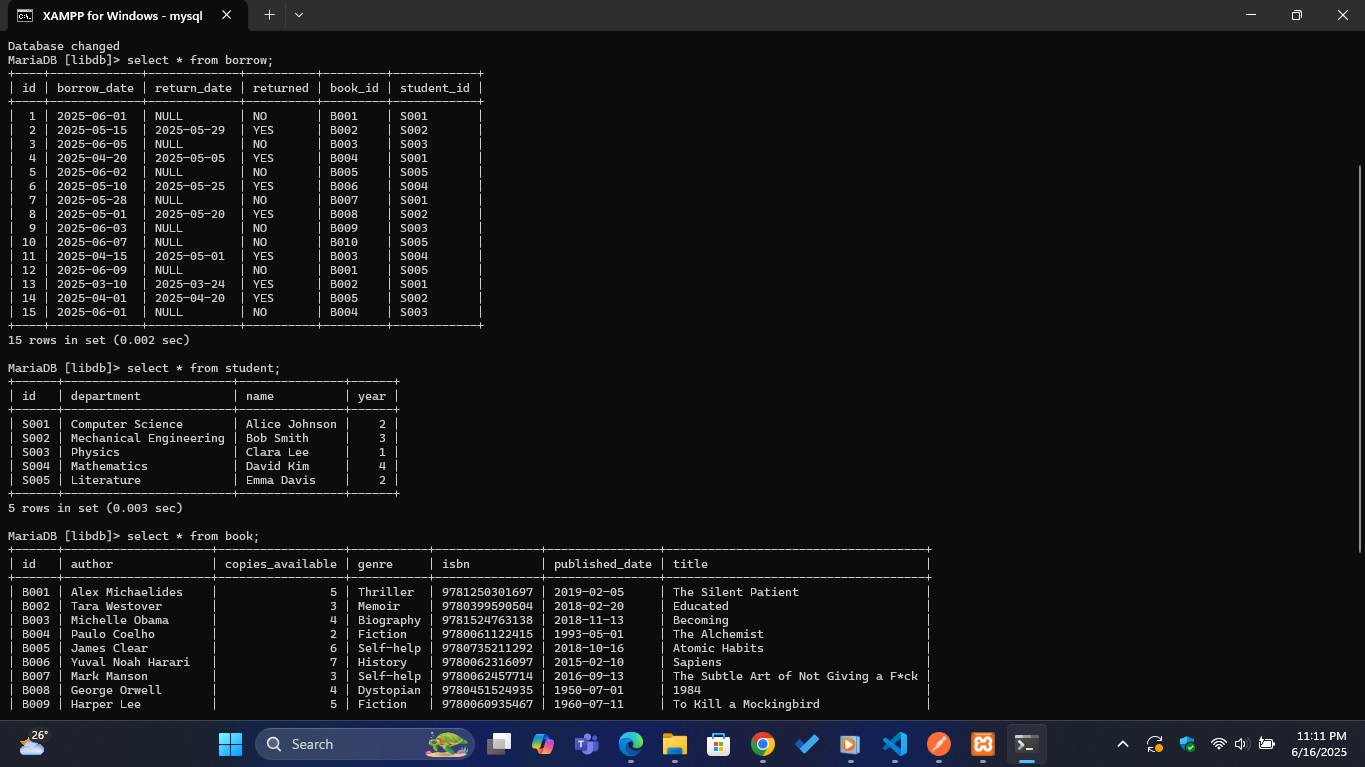 XAMPP for Windows - mysql
Database changed
MariaDB [libdb]> select * from borrow;
| id | borrow_date | return_date | returned | book_id | student_id |
| 1 | 2025-06-01 | NULL | NO | B001 | S001 |
| 2 | 2025-05-15 | 2025-05-29 | YES | B002 | S002 |
| 3 | 2025-06-05 | NULL | NO | B003 | S003 |
| 4 | 2025-04-20 | 2025-05-05 | YES | B004 | S001 |
| 5 | 2025-06-02 | NULL | NO | B005 | S005 |
| 6 | 2025-05-10 | 2025-05-25 | YES | B006 | S004 |
| 7 | 2025-05-28 | NULL | NO | B007 | S001 |
| 8 | 2025-05-01 | 2025-05-20 | YES | B008 | S002 |
| 9 | 2025-06-03 | NULL | NO | B009 | S003 |
| 10 | 2025-06-07 | NULL | NO | B010 | S005 |
| 11 | 2025-04-15 | 2025-05-01 | YES | B003 | S004 |
| 12 | 2025-06-09 | NULL | NO | B001 | S005 |
| 13 | 2025-03-10 | 2025-03-24 | YES | B002 | S001 |
| 14 | 2025-04-01 | 2025-04-20 | YES | B005 | S002 |
| 15 | 2025-06-01 | NULL | NO | B004 | S003 |
15 rows in set (0.002 sec)
MariaDB [libdb]> select * from student;
| id | department | name | year |
| S001 | Computer Science | Alice Johnson | 2 |
| S002 | Mechanical Engineering | Bob Smith | 3 |
| S003 | Physics | Clara Lee | 1 |
| S004 | Mathematics | David Kim | 4 |
| S005 | Literature | Emma Davis | 2 |
5 rows in set (0.003 sec)
MariaDB [libdb]> select * from book;
| id | author | copies_available | genre | isbn | published_date | title |
| B001 | Alex Michaelides | 5 | Thriller | 9781250301697 | 2019-02-05 | The Silent Patient |
| B002 | Tara Westover | 3 | Memoir | 9780399590504 | 2018-02-20 | Educated |
| B003 | Michelle Obama | 4 | Biography | 9781524763138 | 2018-11-13 | Becoming |
| B004 | Paulo Coelho | 2 | Fiction | 9780061122415 | 1993-05-01 | The Alchemist |
| B005 | James Clear | 6 | Self-help | 9780735211292 | 2018-10-16 | Atomic Habits |
| B006 | Yuval Noah Harari | 7 | History | 9780062316097 | 2015-02-10 | Sapiens |
| B007 | Mark Manson | 3 | Self-help | 9780062457714 | 2016-09-13 | The Subtle Art of Not Giving a F*ck |
| B008 | George Orwell | 4 | Dystopian | 9780451524935 | 1950-07-01 | 1984 |
| B009 | Harper Lee | 5 | Fiction | 9780060935467 | 1960-07-11 | To Kill a Mockingbird |
26°
Search
11:11 PM
6/16/2025